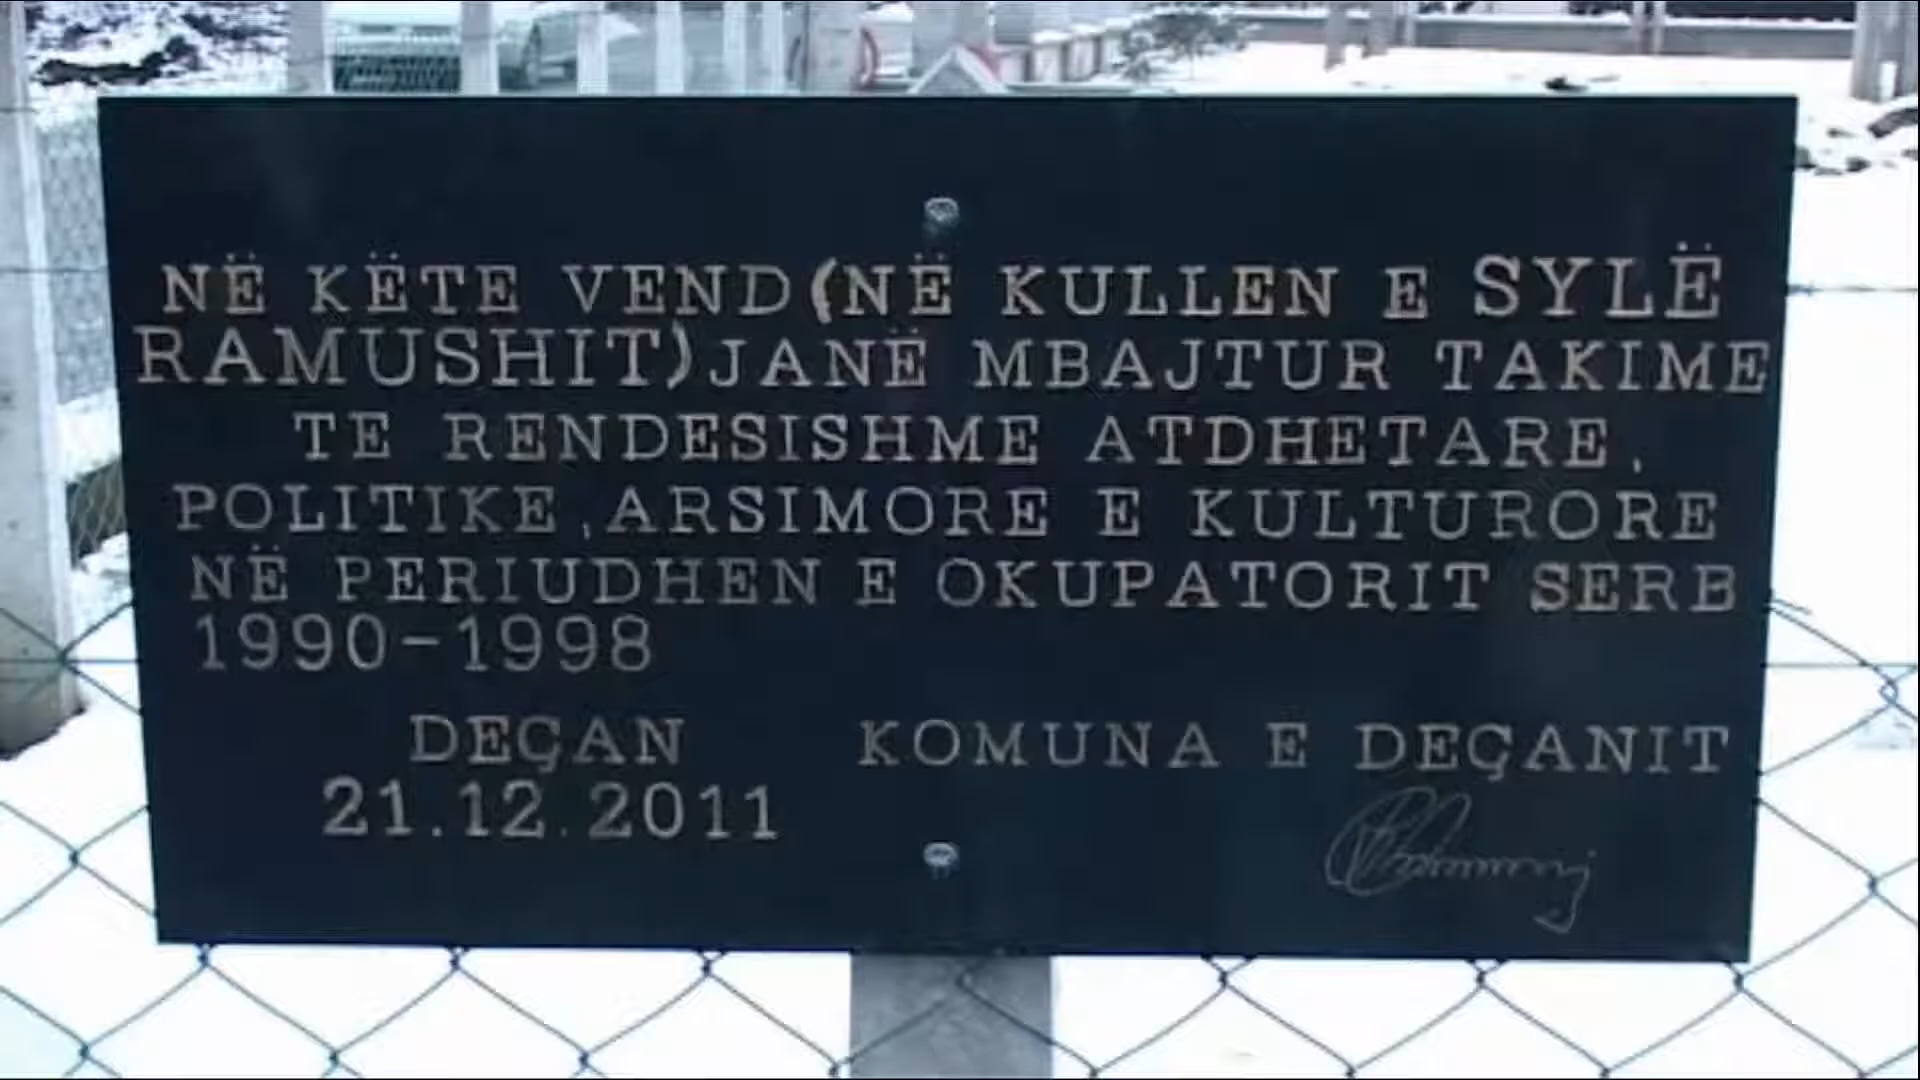 NË KËTE VEND(NË KULLEN E SYLË
RAMUSHIT)JANË MBAJTUR TAKIME
TE RENDESISHME ATDHETARE,
POLITIKE,ARSIMORE E KULTURORE
NË PERIUDHEN E OKUPATORIT SERB
1990-1998
DEÇAN KOMUNA E DEÇANIT
21.12.2011